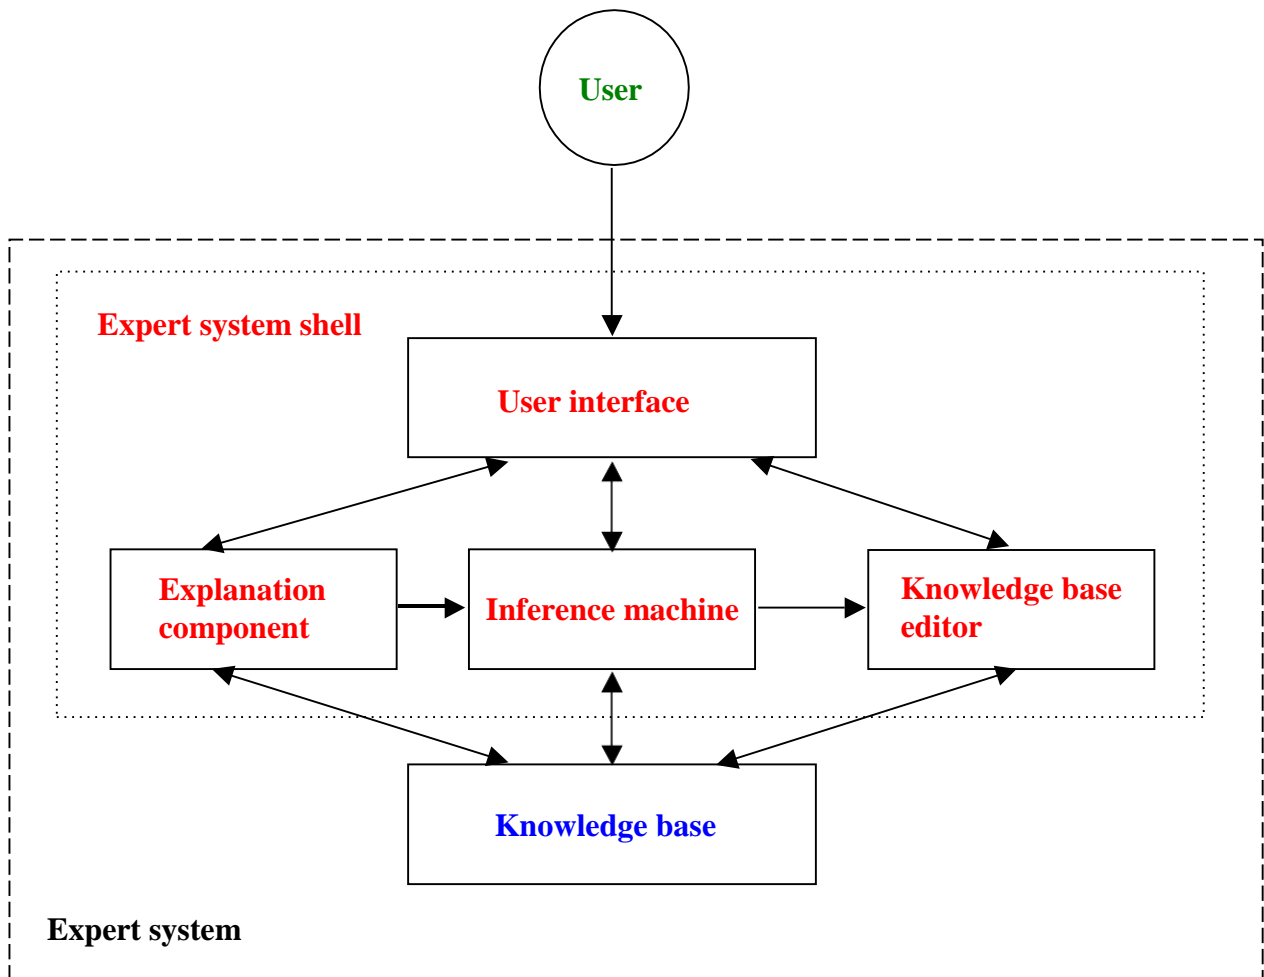 User
Expert system shell
User interface
Explanation
component
Inference machine
Knowledge base
editor
Knowledge base
Expert system